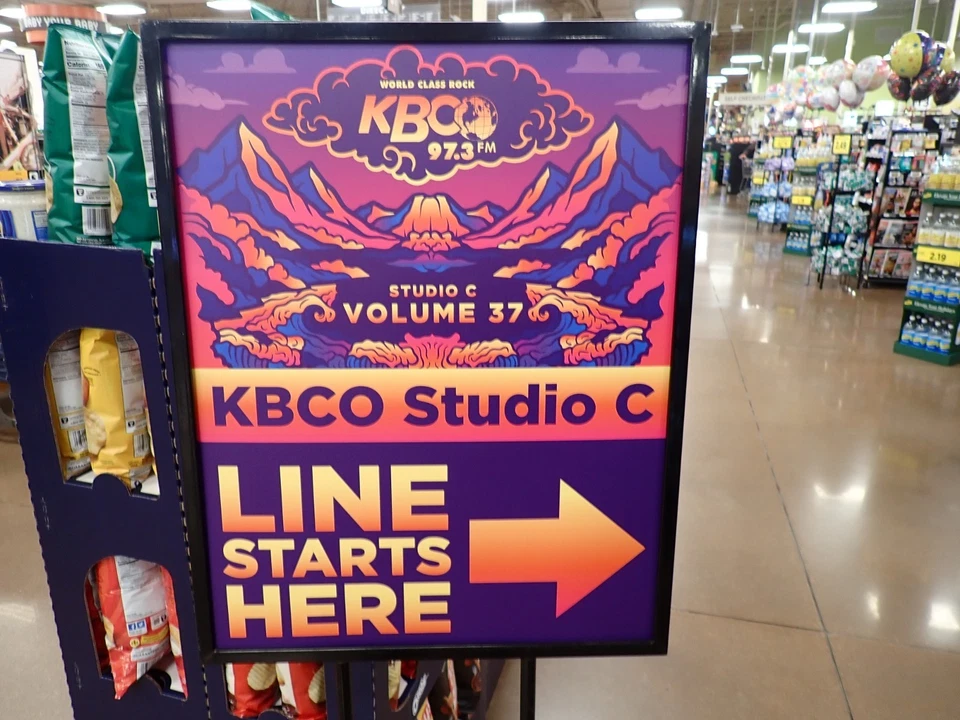 WORLD CLASS ROCK
KBCO
97.3 FM
STUDIO C
VOLUME 37
KBCO Studio C
LINE
STARTS
HERE
2.19